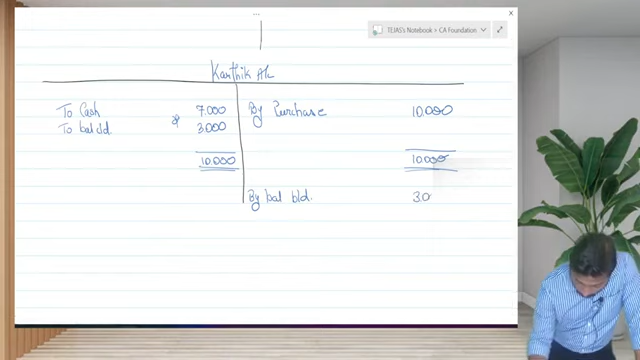 TEJAS's Notebook > CA Foundation
Karthik A/c
To Cash 7.000 By Purchase 10.000
To bal c/d. 3.000
10.000 10.000
By bal b/d. 3.0